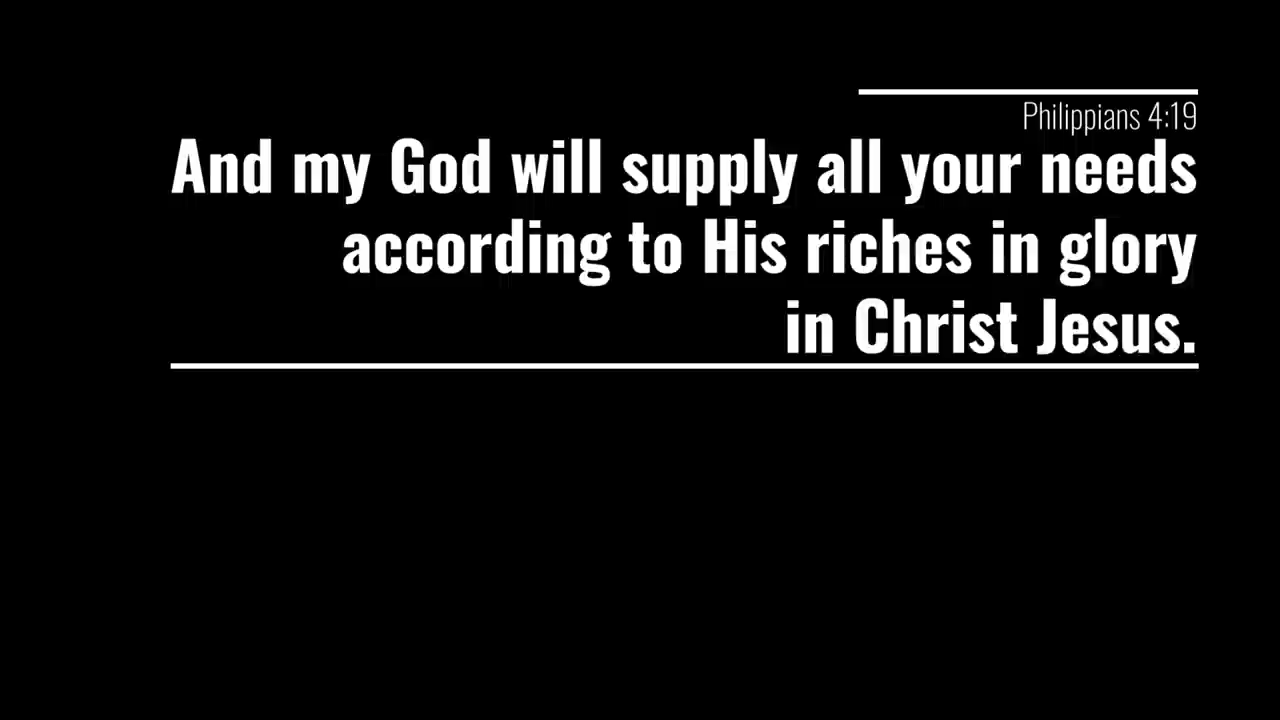 Philippians 4:19
And my God will supply all your needs
according to His riches in glory
in Christ Jesus.